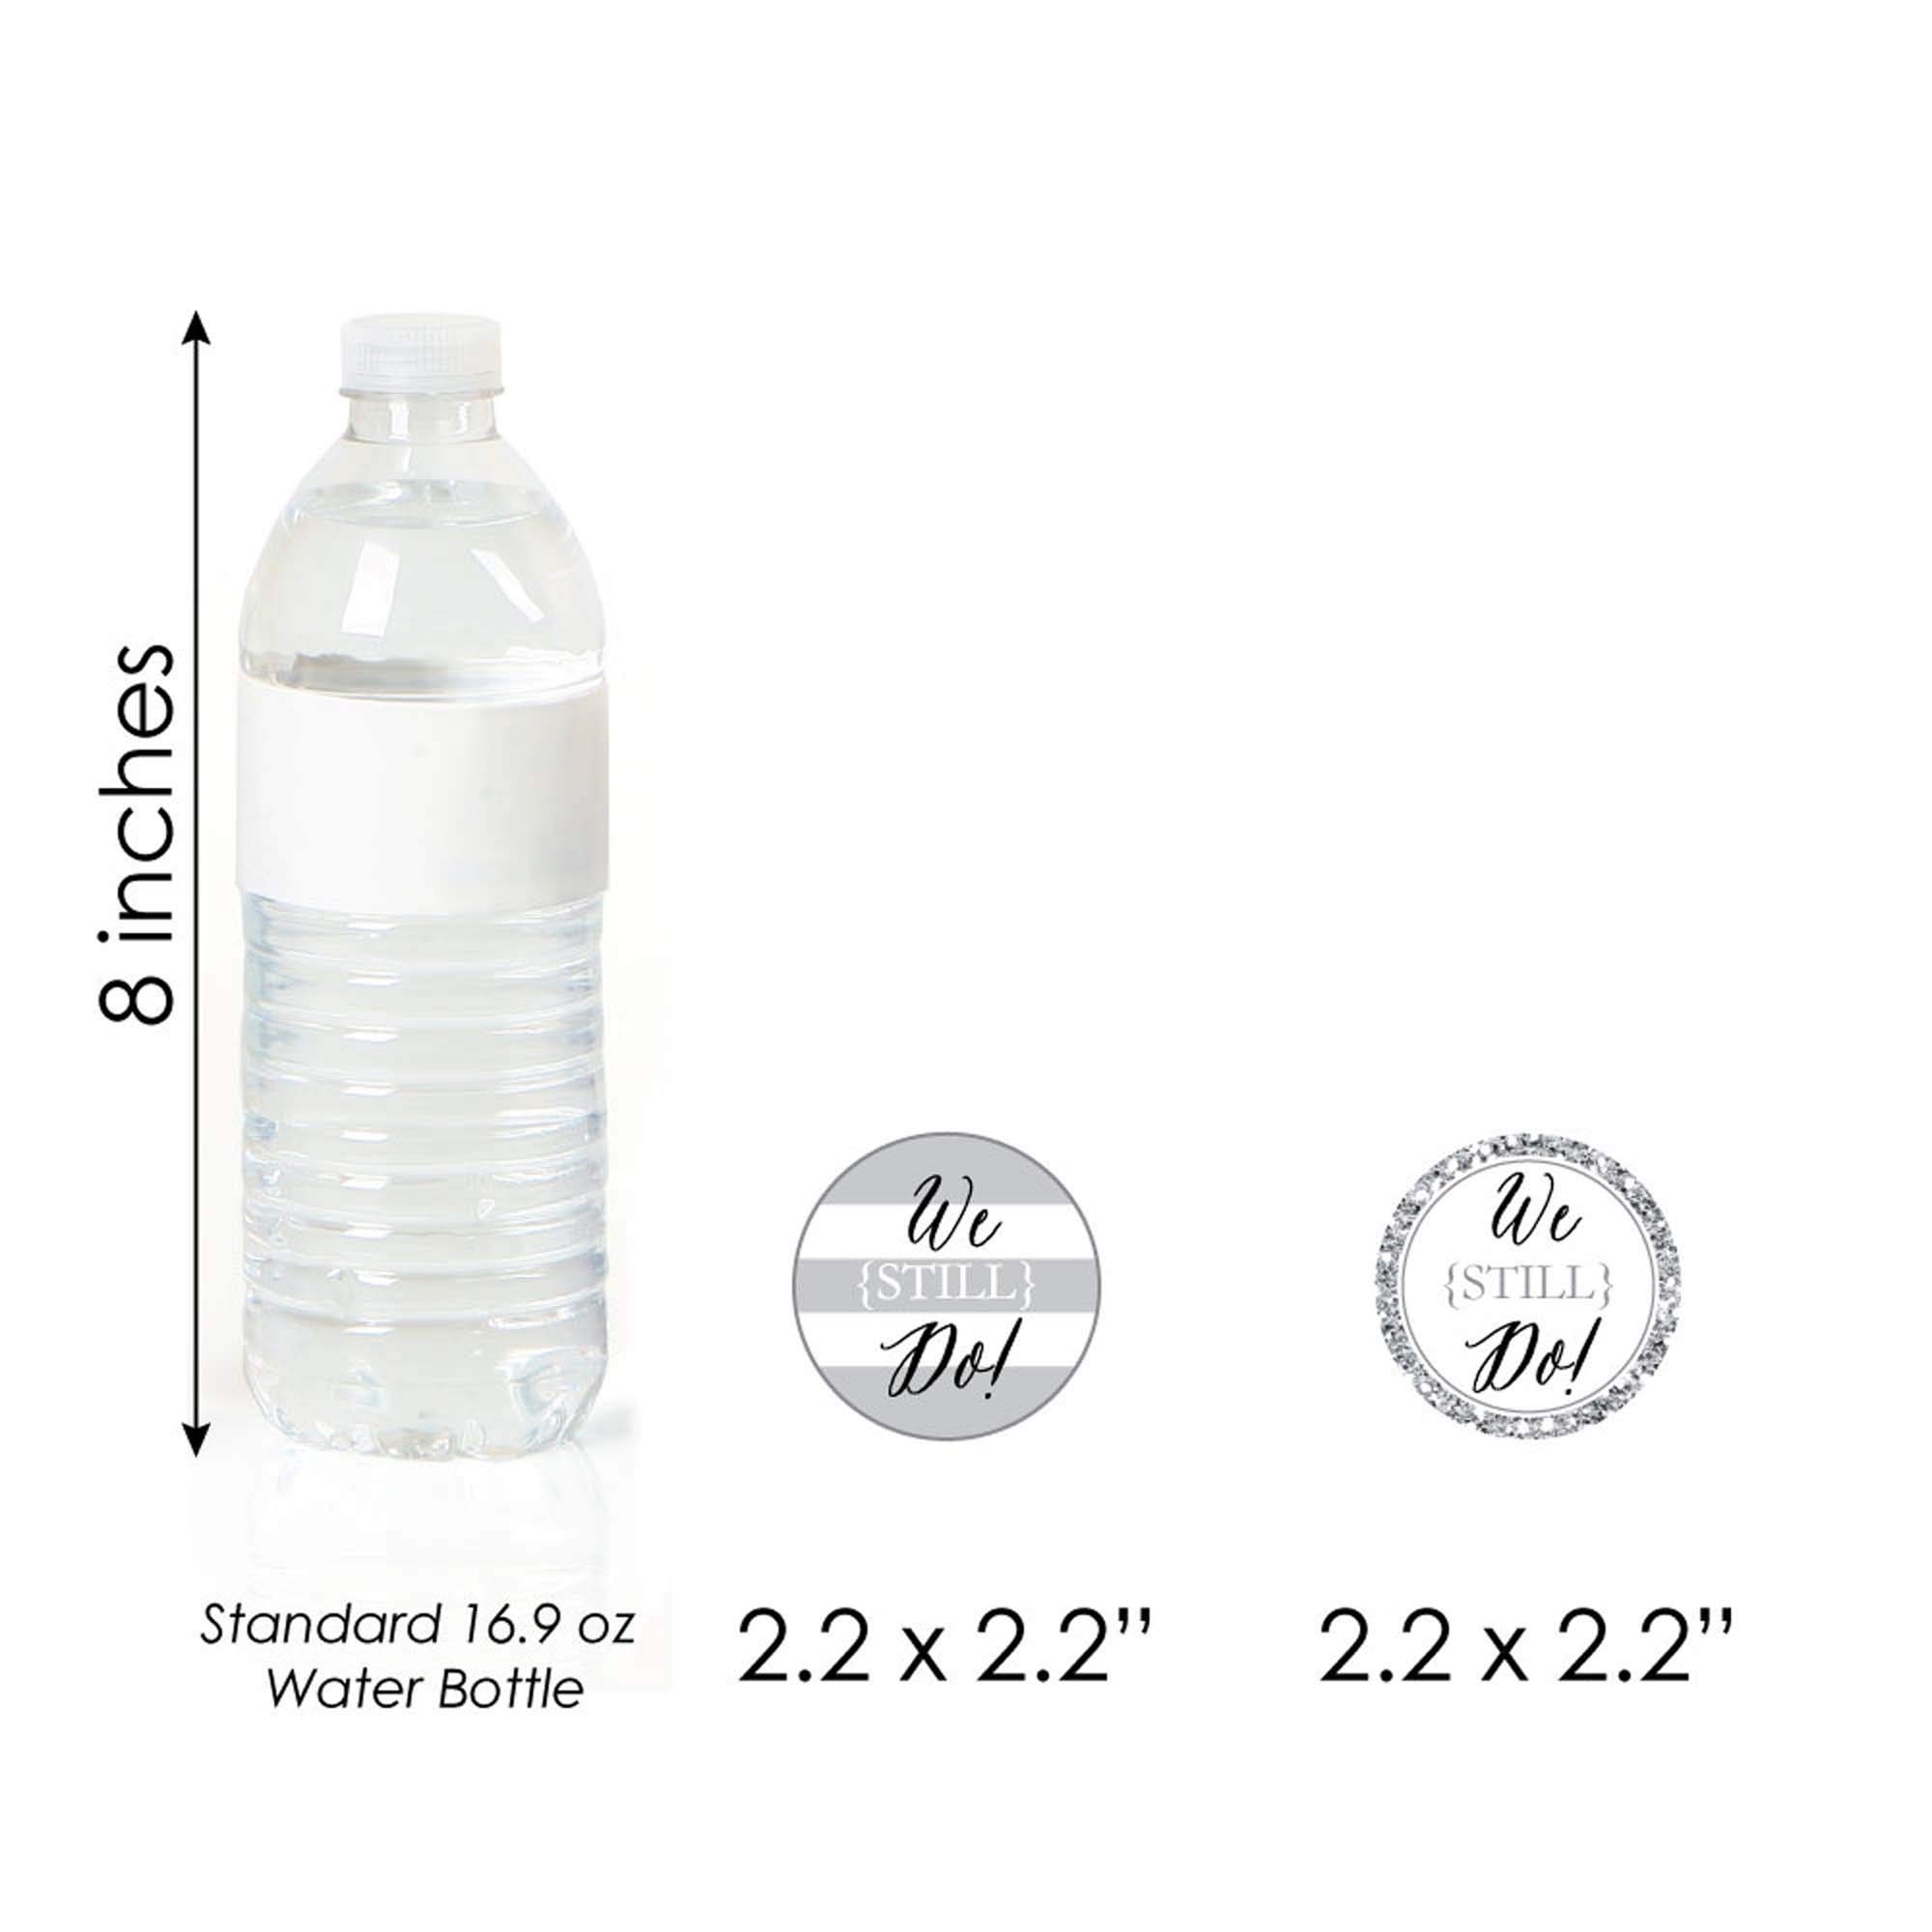 8 inches
Standard 16.9 oz
Water Bottle
We
{STILL}
Do!
2.2 x 2.2”
We
{STILL}
Do!
2.2 x 2.2”